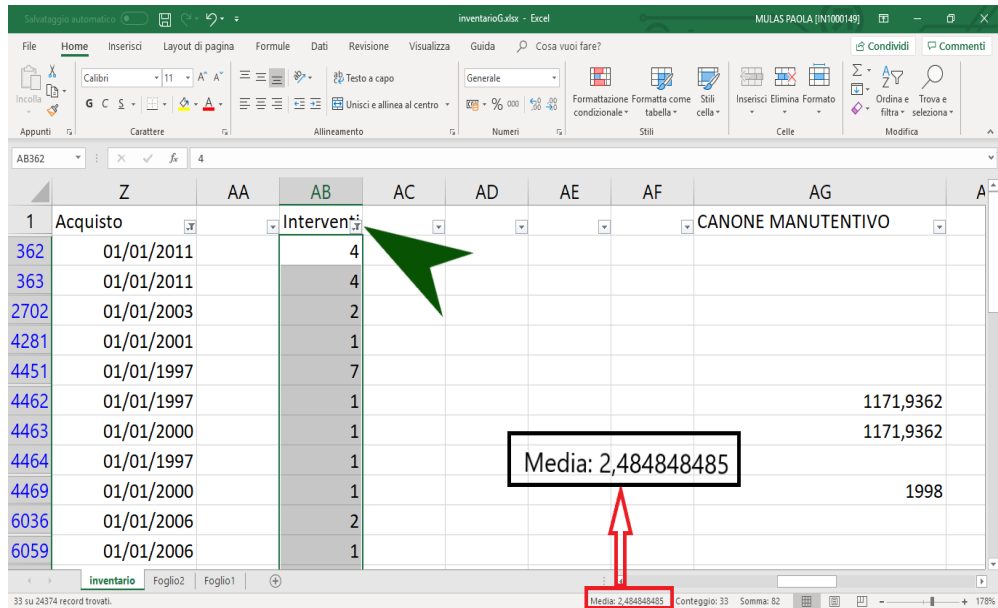 Salvataggio automatico
inventarioG.xlsx - Excel
MULAS PAOLA [IN1000149]
File Home Inserisci Layout di pagina Formule Dati Revisione Visualizza Guida Cosa vuoi fare? Condividi Commenti
Incolla
Calibri 11 A A
G C S A
Testo a capo
Unisci e allinea al centro
Generale
% 000
Formattazione condizionale
Formatta come tabella
Stili cella
Inserisci Elimina Formato
Ordina e filtra
Trova e seleziona
Appunti Carattere Allineamento Numeri Stili Celle Modifica
AB362 fx 4
Z AA AB AC AD AE AF AG
1 Acquisto Interventi CANONE MANUTENTIVO
362 01/01/2011 4
363 01/01/2011 4
2702 01/01/2003 2
4281 01/01/2001 1
4451 01/01/1997 7
4462 01/01/1997 1 1171,9362
4463 01/01/2000 1 1171,9362
4464 01/01/1997 1
Media: 2,484848485
4469 01/01/2000 1 1998
6036 01/01/2006 2
6059 01/01/2006 1
inventario Foglio2 Foglio1
33 su 24374 record trovati. Media: 2,484848485 Conteggio: 33 Somma: 82 178%